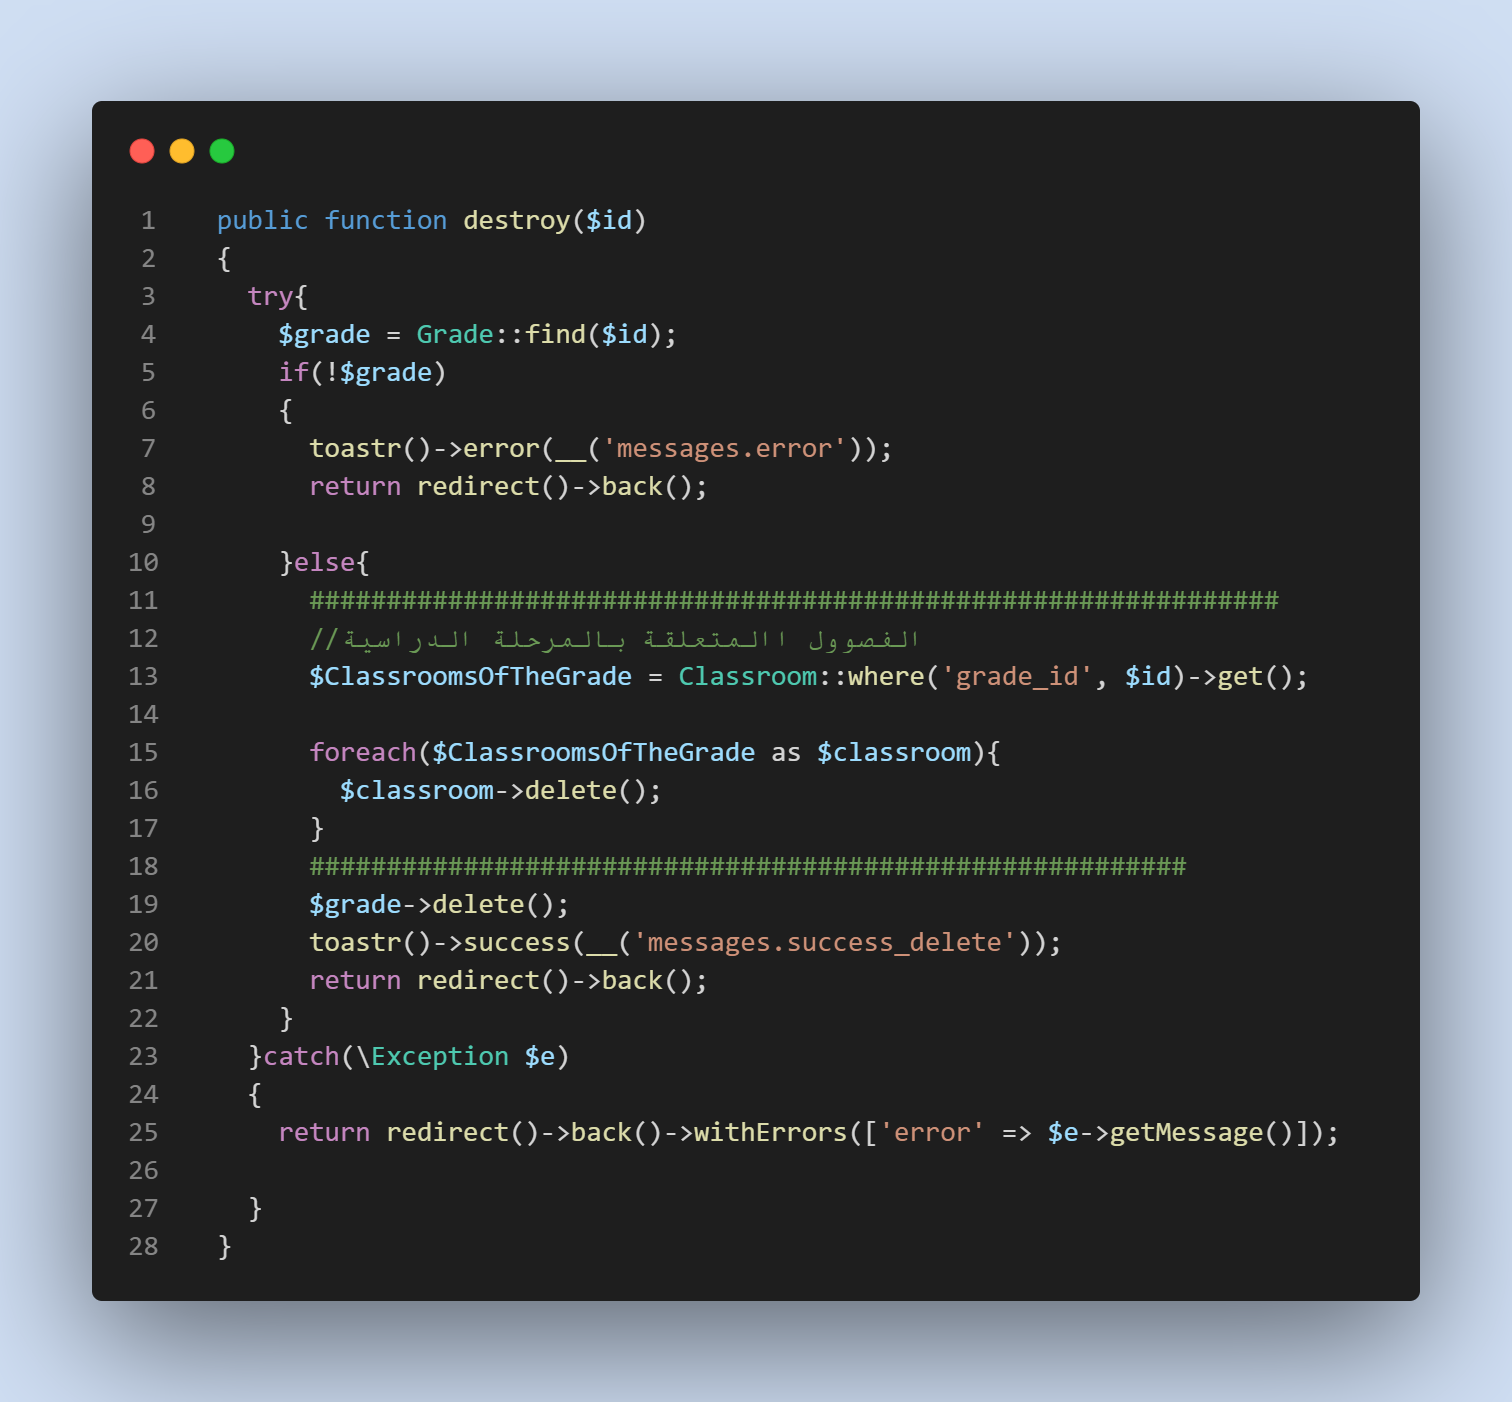 1 public function destroy($id)
2 {
3   try{
4     $grade = Grade::find($id);
5     if(!$grade)
6     {
7       toastr()->error(__('messages.error'));
8       return redirect()->back();
9
10     }else{
11       ###############################################################
12       //الفصوول االمتعلقة بالمرحلة الدراسية
13       $ClassroomsOfTheGrade = Classroom::where('grade_id', $id)->get();
14
15       foreach($ClassroomsOfTheGrade as $classroom){
16         $classroom->delete();
17       }
18       #########################################################
19       $grade->delete();
20       toastr()->success(__('messages.success_delete'));
21       return redirect()->back();
22     }
23   }catch(\Exception $e)
24   {
25     return redirect()->back()->withErrors(['error' => $e->getMessage()]);
26
27   }
28 }